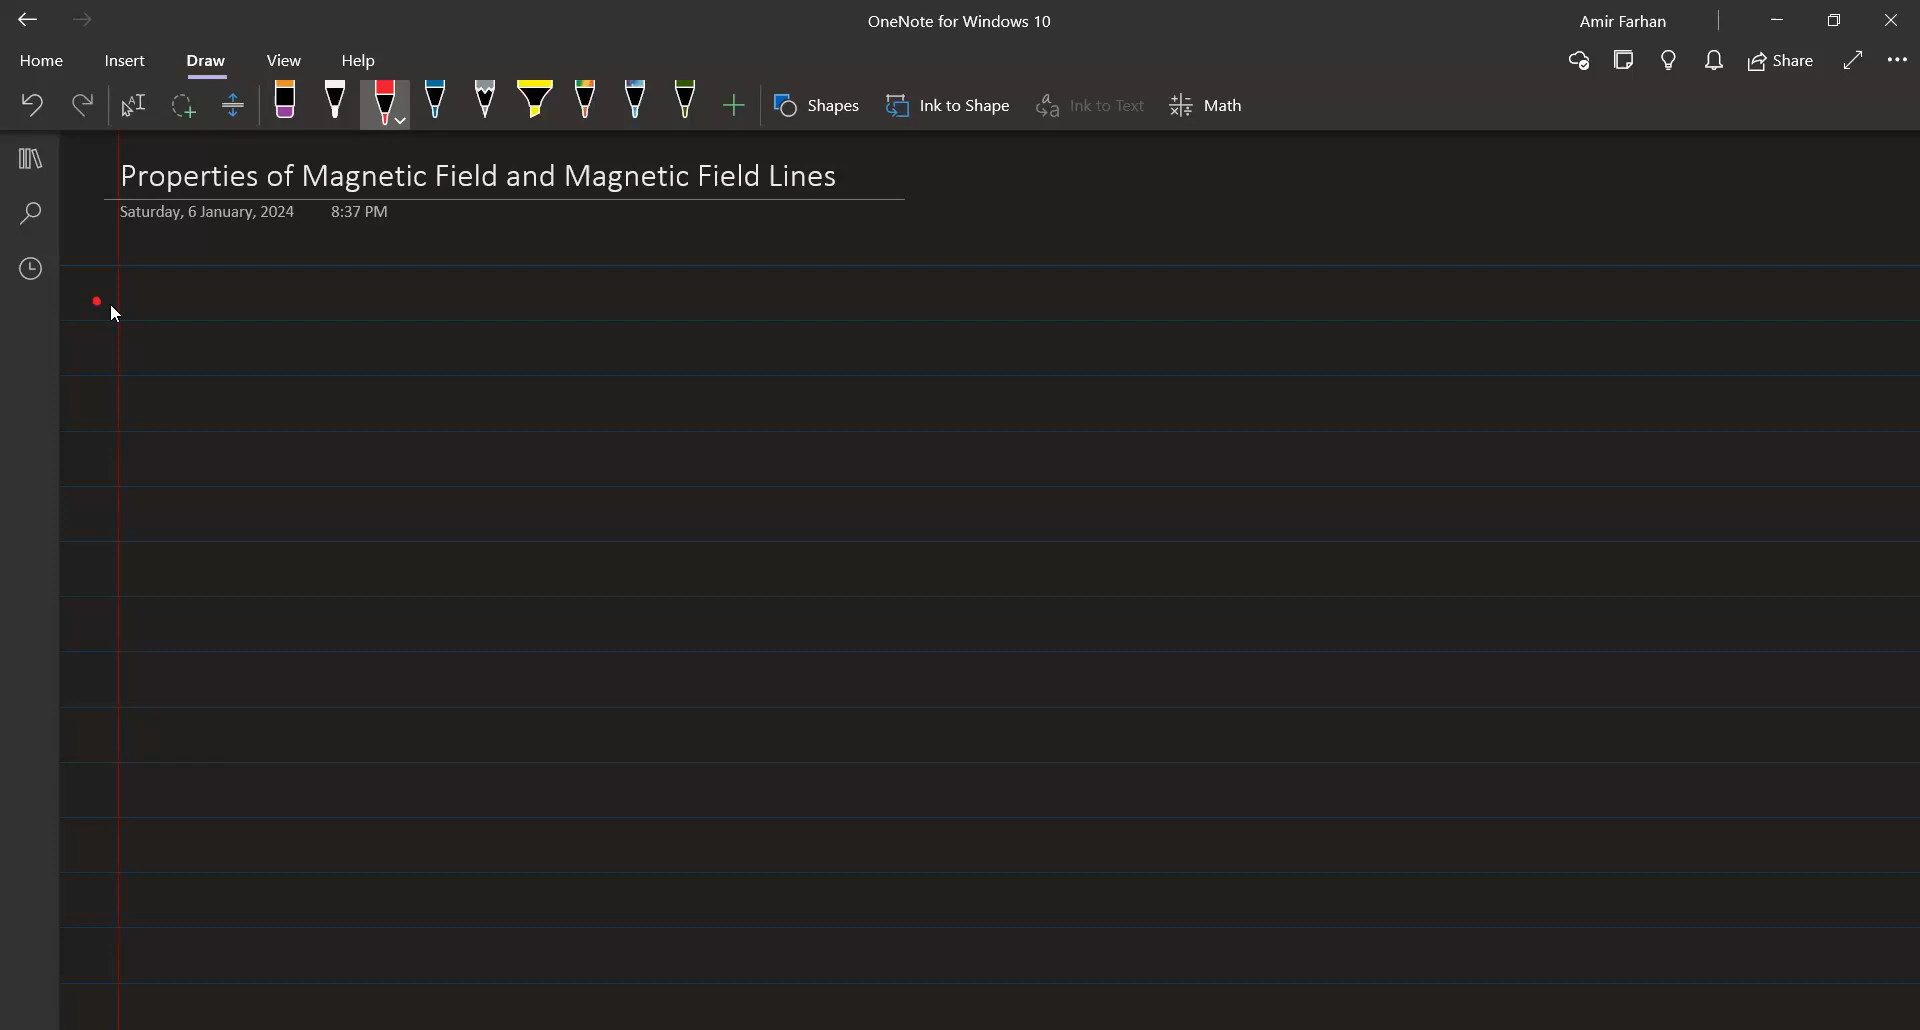 OneNote for Windows 10
Amir Farhan
Home Insert Draw View Help
Share
Shapes Ink to Shape Ink to Text Math
Properties of Magnetic Field and Magnetic Field Lines
Saturday, 6 January, 2024 8:37 PM